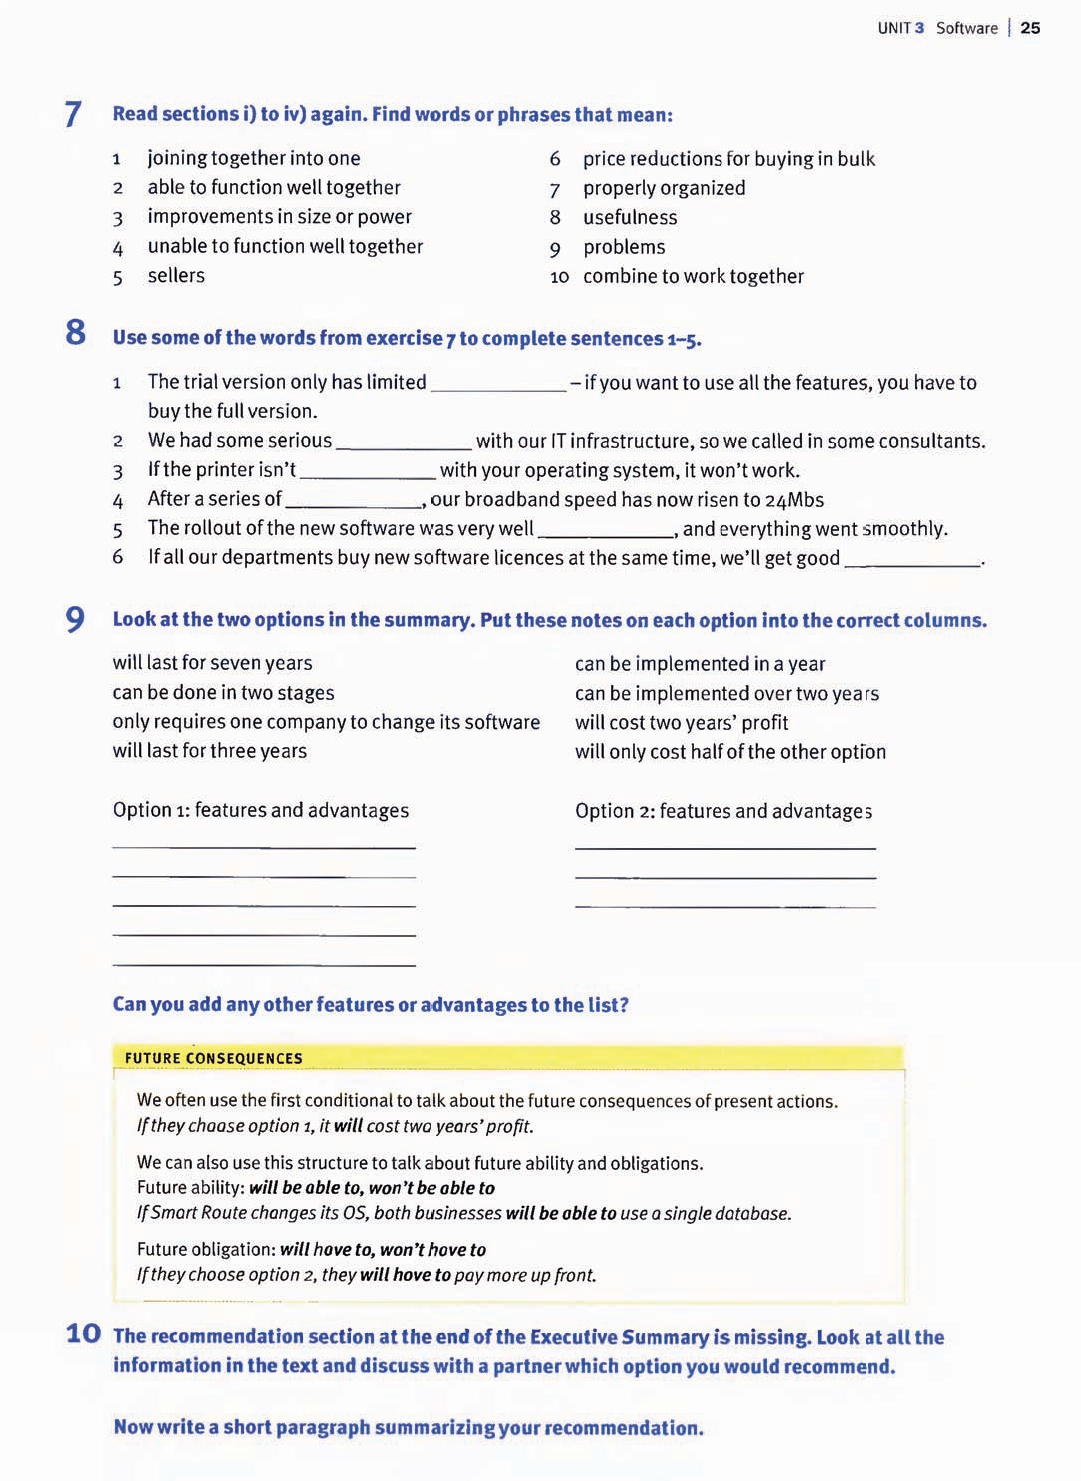 UNIT 3 Software | 25
7 Read sections i) to iv) again. Find words or phrases that mean:
1 joining together into one
2 able to function well together
3 improvements in size or power
4 unable to function well together
5 sellers
6 price reductions for buying in bulk
7 properly organized
8 usefulness
9 problems
10 combine to work together
8 Use some of the words from exercise 7 to complete sentences 1–5.
1 The trial version only has limited ____________ – if you want to use all the features, you have to
buy the full version.
2 We had some serious ____________ with our IT infrastructure, so we called in some consultants.
3 If the printer isn't ____________ with your operating system, it won't work.
4 After a series of ____________, our broadband speed has now risen to 24Mbs
5 The rollout of the new software was very well ____________, and everything went smoothly.
6 If all our departments buy new software licences at the same time, we'll get good ____________.
9 Look at the two options in the summary. Put these notes on each option into the correct columns.
will last for seven years
can be done in two stages
only requires one company to change its software
will last for three years
can be implemented in a year
can be implemented over two years
will cost two years' profit
will only cost half of the other option
Option 1: features and advantages
Option 2: features and advantages
Can you add any other features or advantages to the list?
FUTURE CONSEQUENCES
We often use the first conditional to talk about the future consequences of present actions.
If they choose option 1, it will cost two years' profit.
We can also use this structure to talk about future ability and obligations.
Future ability: will be able to, won't be able to
If Smart Route changes its OS, both businesses will be able to use a single database.
Future obligation: will have to, won't have to
If they choose option 2, they will have to pay more up front.
10 The recommendation section at the end of the Executive Summary is missing. Look at all the
information in the text and discuss with a partner which option you would recommend.
Now write a short paragraph summarizing your recommendation.